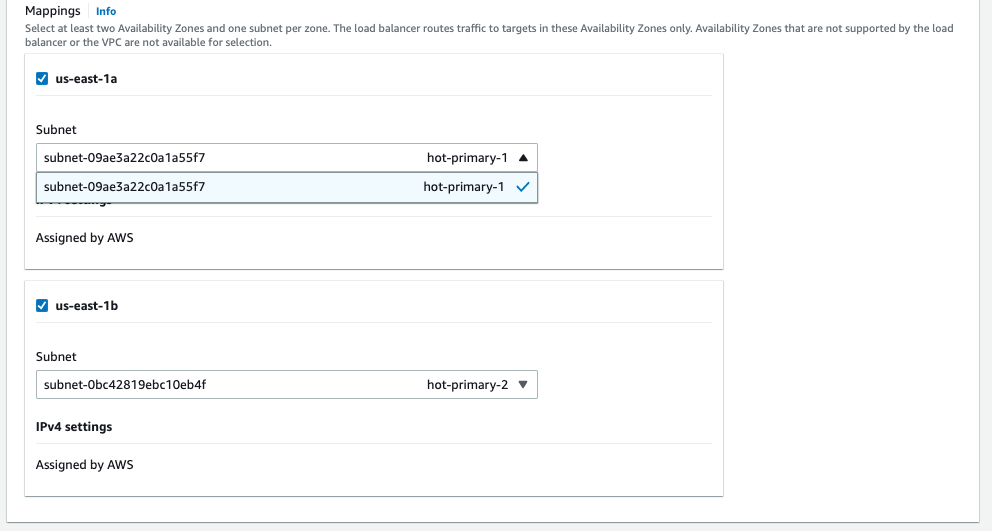 Mappings Info
Select at least two Availability Zones and one subnet per zone. The load balancer routes traffic to targets in these Availability Zones only. Availability Zones that are not supported by the load
balancer or the VPC are not available for selection.
us-east-1a
Subnet
subnet-09ae3a22c0a1a55f7 hot-primary-1
subnet-09ae3a22c0a1a55f7 hot-primary-1
Assigned by AWS
us-east-1b
Subnet
subnet-0bc42819ebc10eb4f hot-primary-2
IPv4 settings
Assigned by AWS